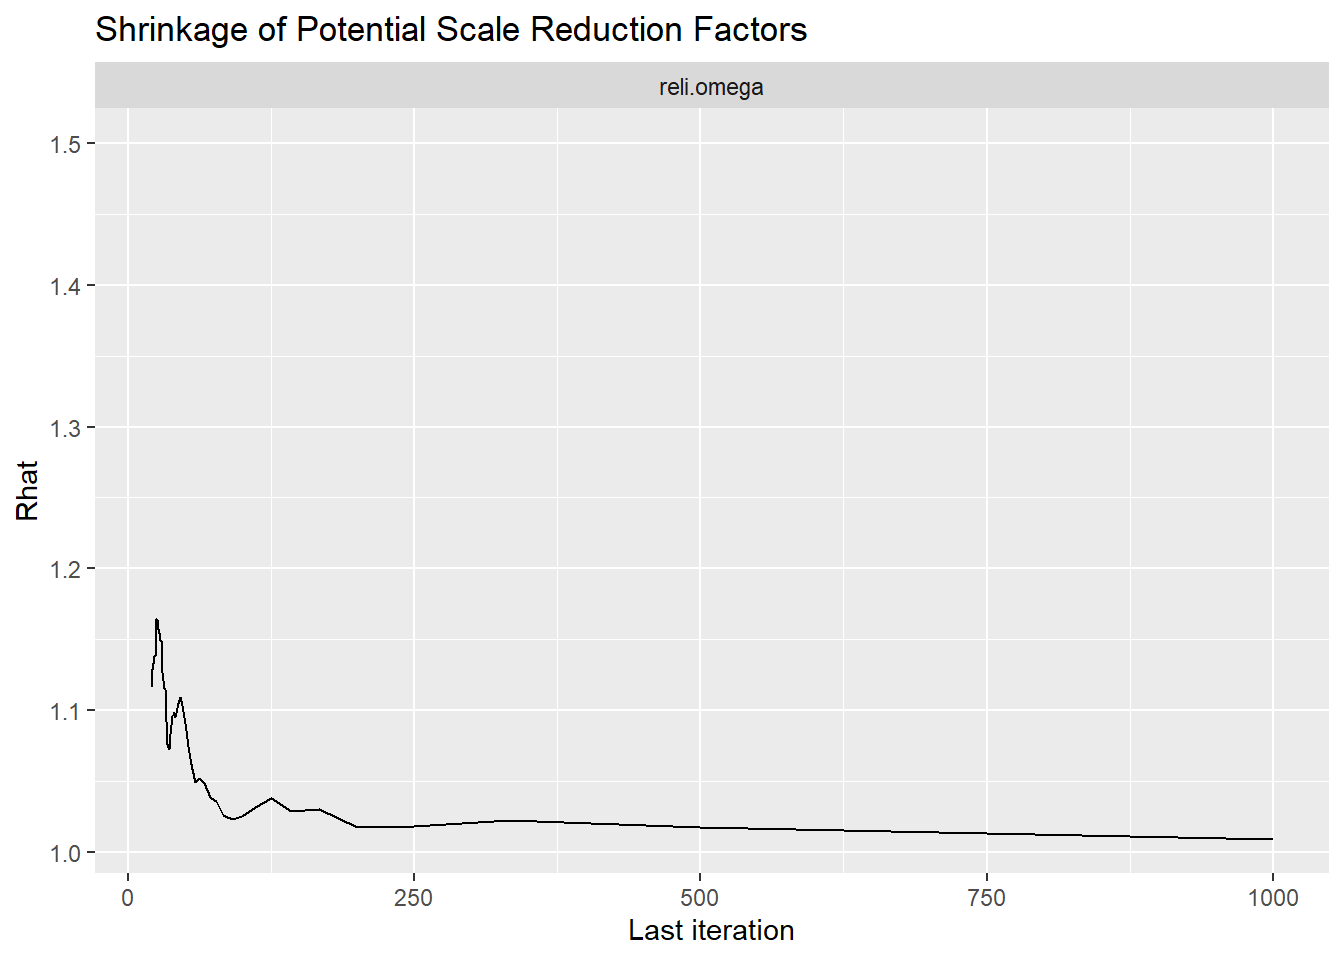 Shrinkage of Potential Scale Reduction Factors
reli.omega
1.5
1.4
1.3
1.2
1.1
1.0
Rhat
0 250 500 750 1000
Last iteration